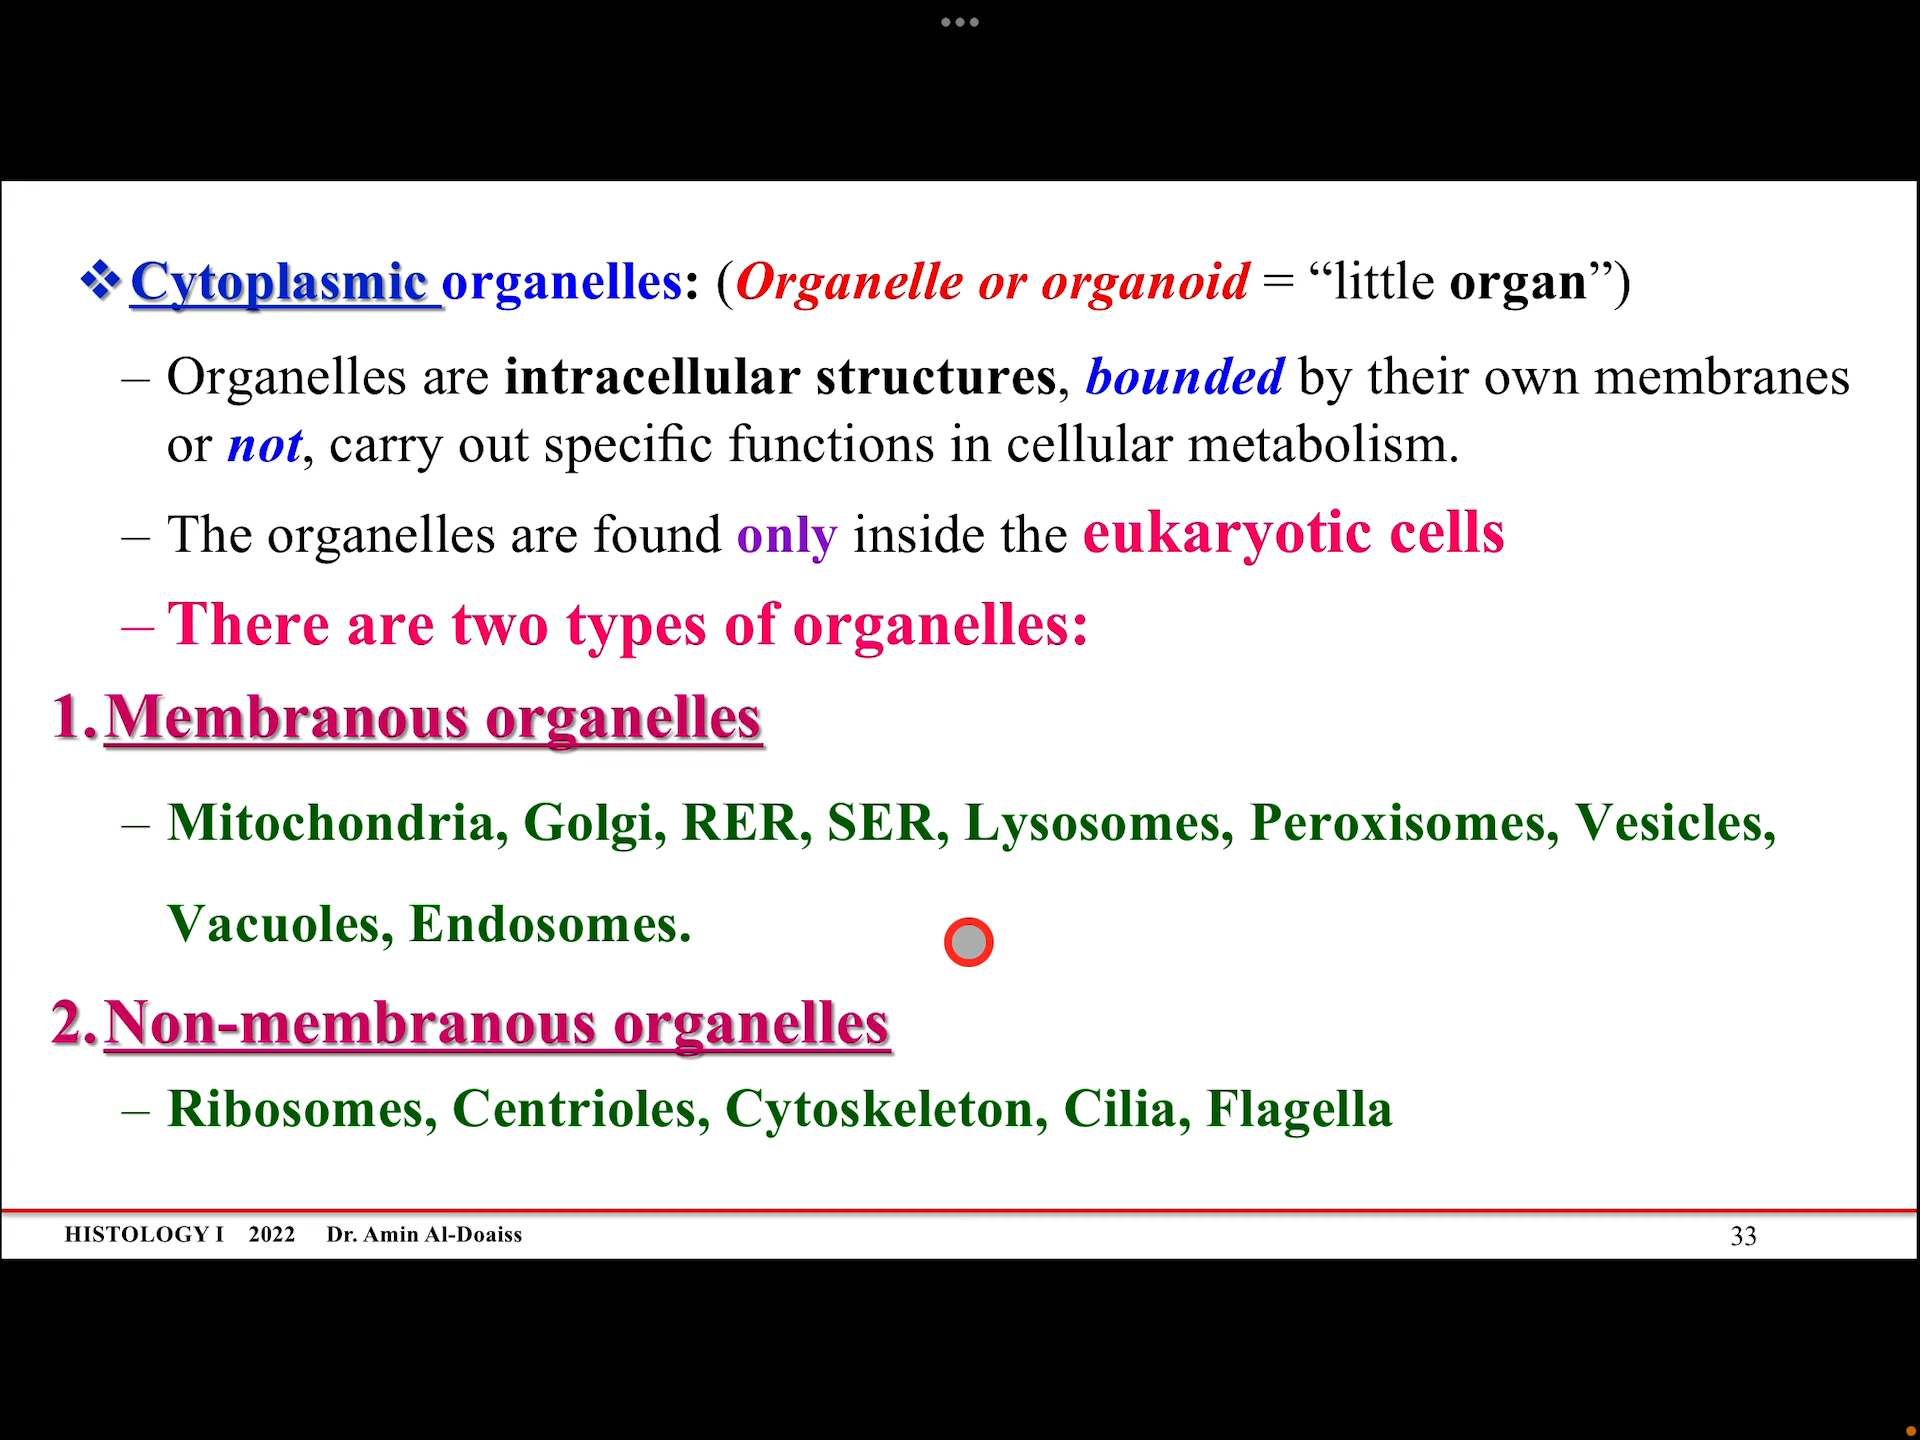 ❖Cytoplasmic organelles: (Organelle or organoid = “little organ”)
– Organelles are intracellular structures, bounded by their own membranes
or not, carry out specific functions in cellular metabolism.
– The organelles are found only inside the eukaryotic cells
– There are two types of organelles:
1. Membranous organelles
– Mitochondria, Golgi, RER, SER, Lysosomes, Peroxisomes, Vesicles,
Vacuoles, Endosomes.
2. Non-membranous organelles
– Ribosomes, Centrioles, Cytoskeleton, Cilia, Flagella
HISTOLOGY I 2022 Dr. Amin Al-Doaiss 33